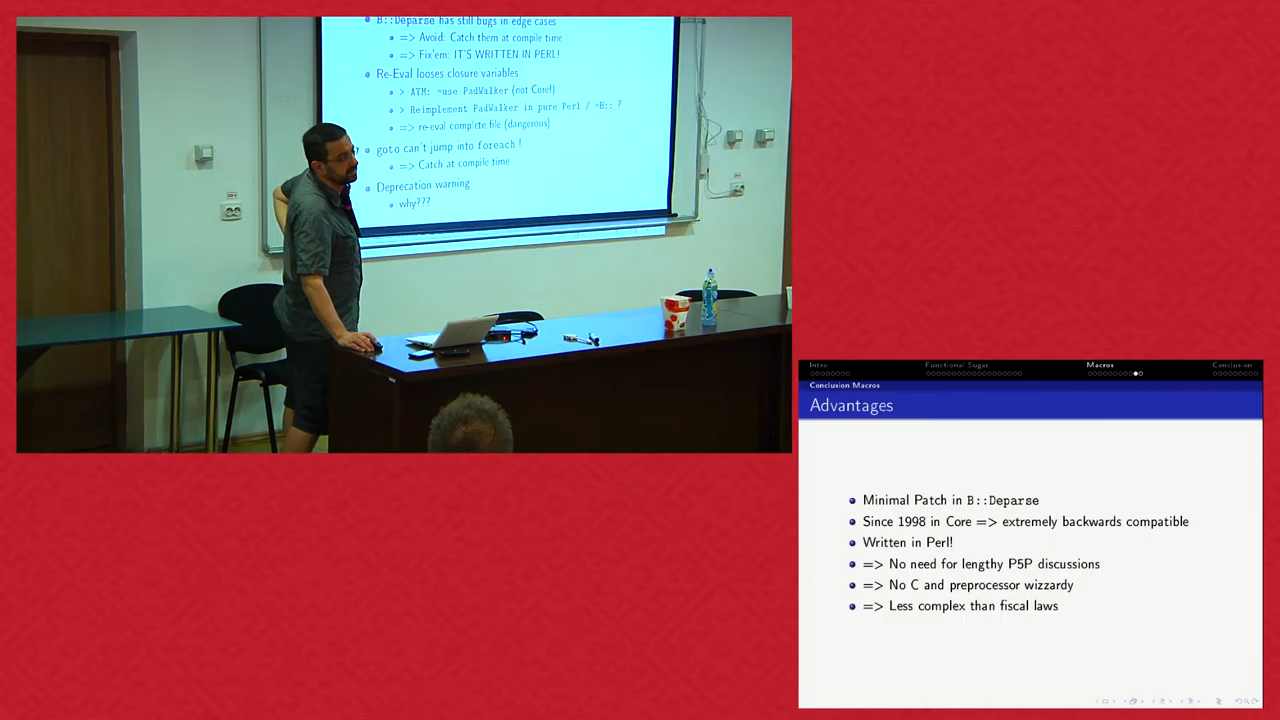 B::Deparse has still bugs in edge cases
=> Avoid: Catch them at compile time
=> Fix'em: IT'S WRITTEN IN PERL!
Re-Eval looses closure variables
> ATM: =use PadWalker (not Core!)
> Reimplement PadWalker in pure Perl / =B:: ?
=> re-eval complete file (dangerous)
goto can't jump into foreach !
=> Catch at compile time
Deprecation warning
why???
Intro Functional Sugar Macros Conclusion
Conclusion Macros
Advantages
Minimal Patch in B::Deparse
Since 1998 in Core => extremely backwards compatible
Written in Perl!
=> No need for lengthy P5P discussions
=> No C and preprocessor wizzardy
=> Less complex than fiscal laws